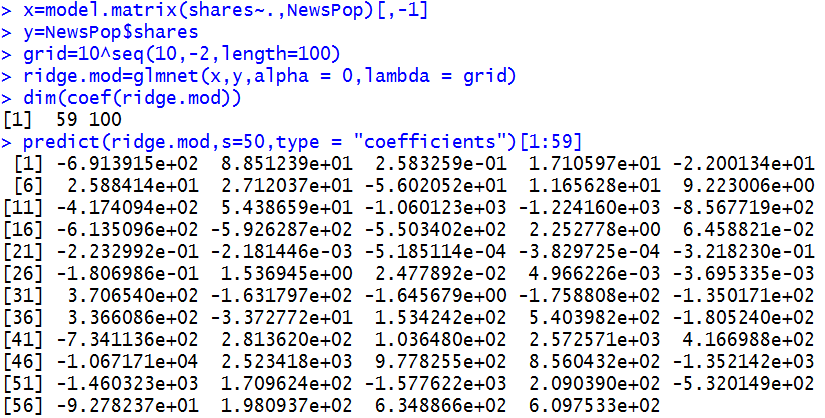 > x=model.matrix(shares~.,NewsPop)[,-1]
> y=NewsPop$shares
> grid=10^seq(10,-2,length=100)
> ridge.mod=glmnet(x,y,alpha = 0,lambda = grid)
> dim(coef(ridge.mod))
[1]  59 100
> predict(ridge.mod,s=50,type = "coefficients")[1:59]
 [1] -6.913915e+02  8.851239e+01  2.583259e-01  1.710597e+01 -2.200134e+01
 [6]  2.588414e+01  2.712037e+01 -5.602052e+01  1.165628e+01  9.223006e+00
[11] -4.174094e+02  5.438659e+01 -1.060123e+03 -1.224160e+03 -8.567719e+02
[16] -6.135096e+02 -5.926287e+02 -5.503402e+02  2.252778e+00  6.458821e-02
[21] -2.232992e-01 -2.181446e-03 -5.185114e-04 -3.829725e-04 -3.218230e-01
[26] -1.806986e-01  1.536945e+00  2.477892e-02  4.966226e-03 -3.695335e-03
[31]  3.706540e+02 -1.631797e+02 -1.645679e+00 -1.758808e+02 -1.350171e+02
[36]  3.366086e+02 -3.372772e+01  1.534242e+02  5.403982e+02 -1.805240e+02
[41] -7.341136e+02  2.813620e+02  1.036480e+02  2.572571e+03  4.166988e+02
[46] -1.067171e+04  2.523418e+03  9.778255e+02  8.560432e+02 -1.352142e+03
[51] -1.460323e+03  1.709624e+02 -1.577622e+03  2.090390e+02 -5.320149e+02
[56] -9.278237e+01  1.980937e+02  6.348866e+02  6.097533e+02